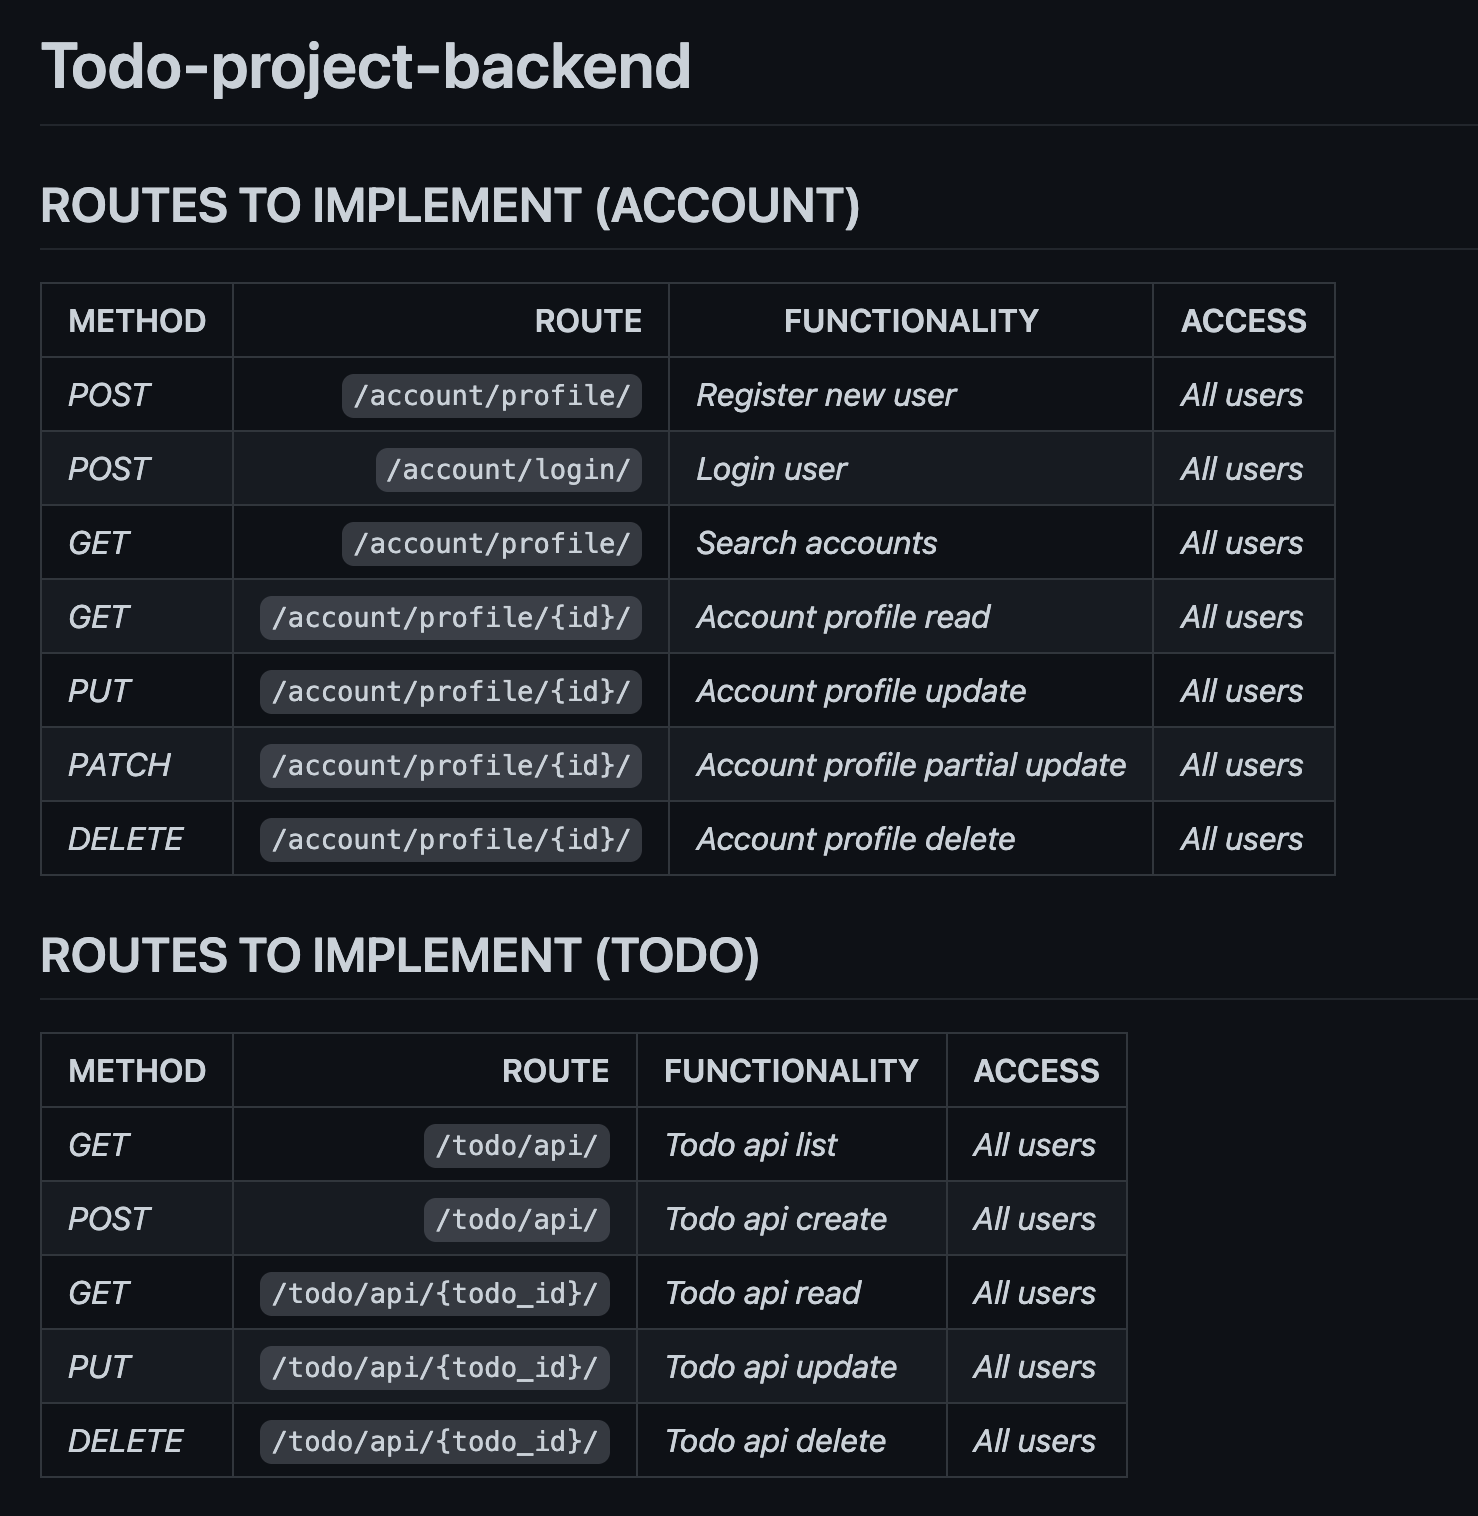 Todo-project-backend
ROUTES TO IMPLEMENT (ACCOUNT)
METHOD ROUTE FUNCTIONALITY ACCESS
POST /account/profile/ Register new user All users
POST /account/login/ Login user All users
GET /account/profile/ Search accounts All users
GET /account/profile/{id}/ Account profile read All users
PUT /account/profile/{id}/ Account profile update All users
PATCH /account/profile/{id}/ Account profile partial update All users
DELETE /account/profile/{id}/ Account profile delete All users
ROUTES TO IMPLEMENT (TODO)
METHOD ROUTE FUNCTIONALITY ACCESS
GET /todo/api/ Todo api list All users
POST /todo/api/ Todo api create All users
GET /todo/api/{todo_id}/ Todo api read All users
PUT /todo/api/{todo_id}/ Todo api update All users
DELETE /todo/api/{todo_id}/ Todo api delete All users